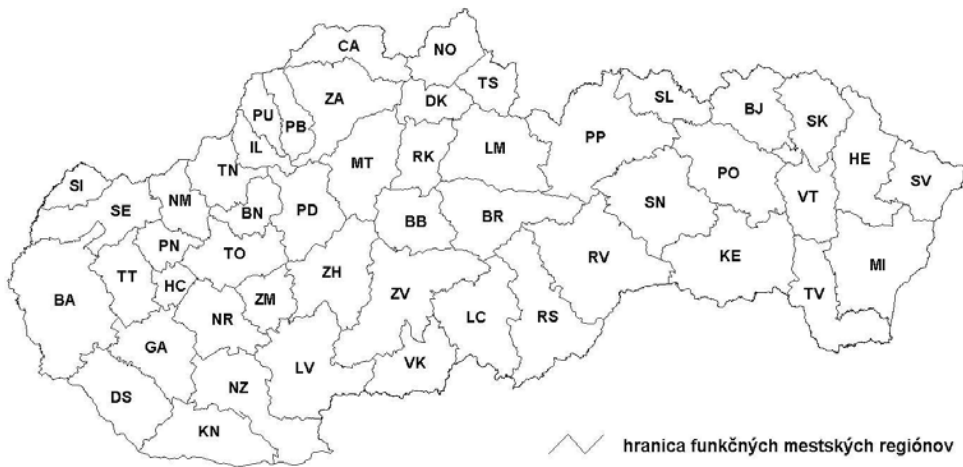 CA NO
TS
ZA DK SL BJ
PU PB SK
PP
IL MT RK LM HE
TN
SI NM PO SV
SE BN PD SN VT
BB BR
PN TO
TT ZH RV KE MI
HC ZM ZV TV
BA NR LC RS
GA
LV VK
DS NZ
KN
hranica funkčných mestských regiónov